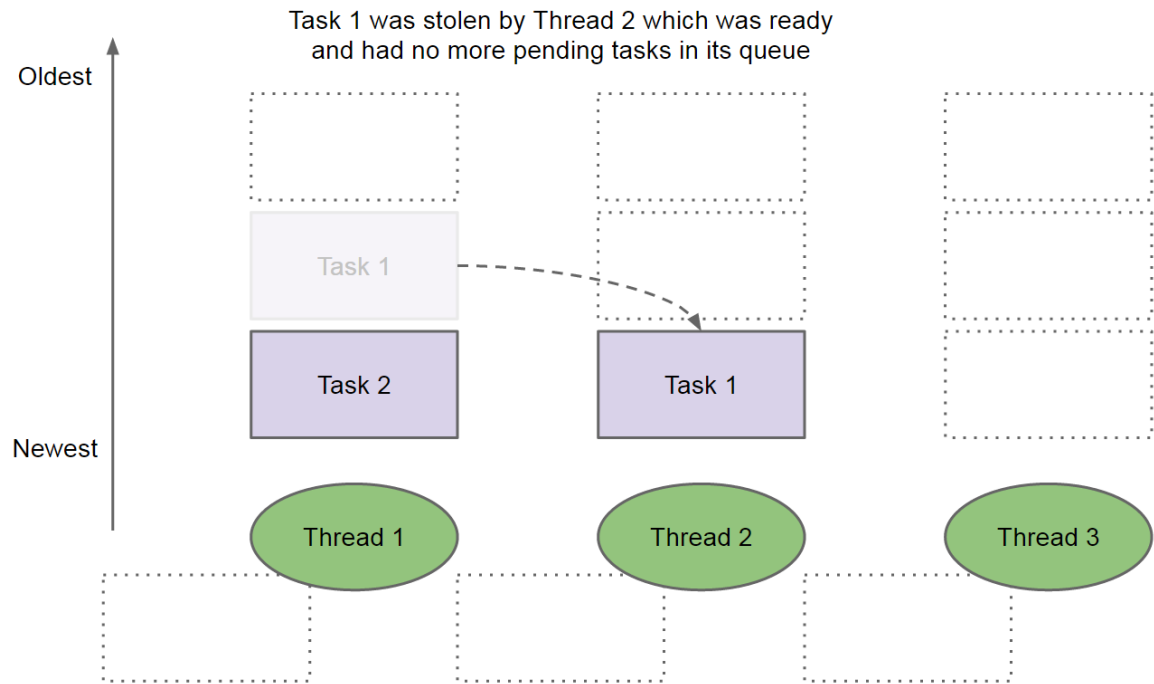 Task 1 was stolen by Thread 2 which was ready
and had no more pending tasks in its queue
Oldest
Task 1
Task 2
Task 1
Newest
Thread 1
Thread 2
Thread 3